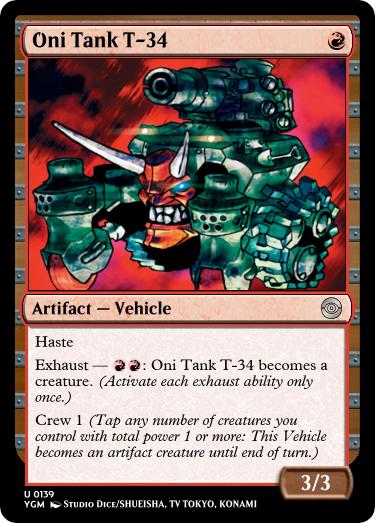 Oni Tank T-34
Artifact — Vehicle
Haste
Exhaust — : Oni Tank T-34 becomes a
creature. (Activate each exhaust ability only
once.)
Crew 1 (Tap any number of creatures you
control with total power 1 or more: This Vehicle
becomes an artifact creature until end of turn.)
3/3
U 0139
YGM Studio Dice/SHUEISHA, TV TOKYO, KONAMI